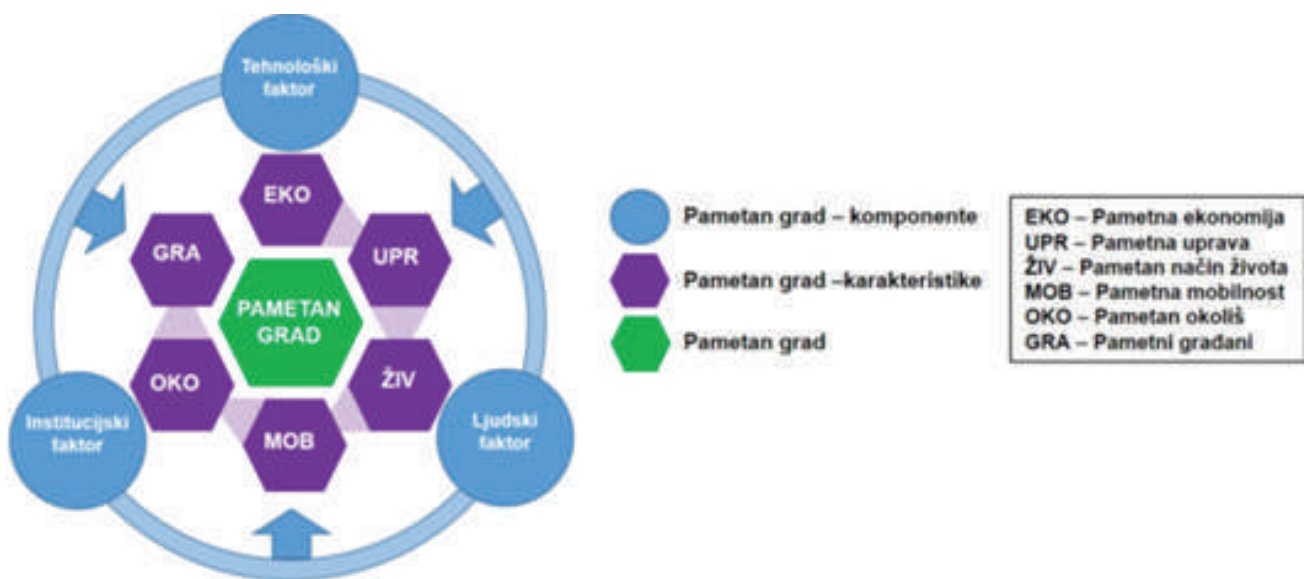 Tehnološki
faktor
EKO
GRA
UPR
PAMETAN
GRAD
OKO
ŽIV
MOB
Institucijski
faktor
Ljudski
faktor
Pametan grad – komponente
Pametan grad –karakteristike
Pametan grad
EKO – Pametna ekonomija
UPR – Pametna uprava
ŽIV – Pametan način života
MOB – Pametna mobilnost
OKO – Pametan okoliš
GRA – Pametni građani